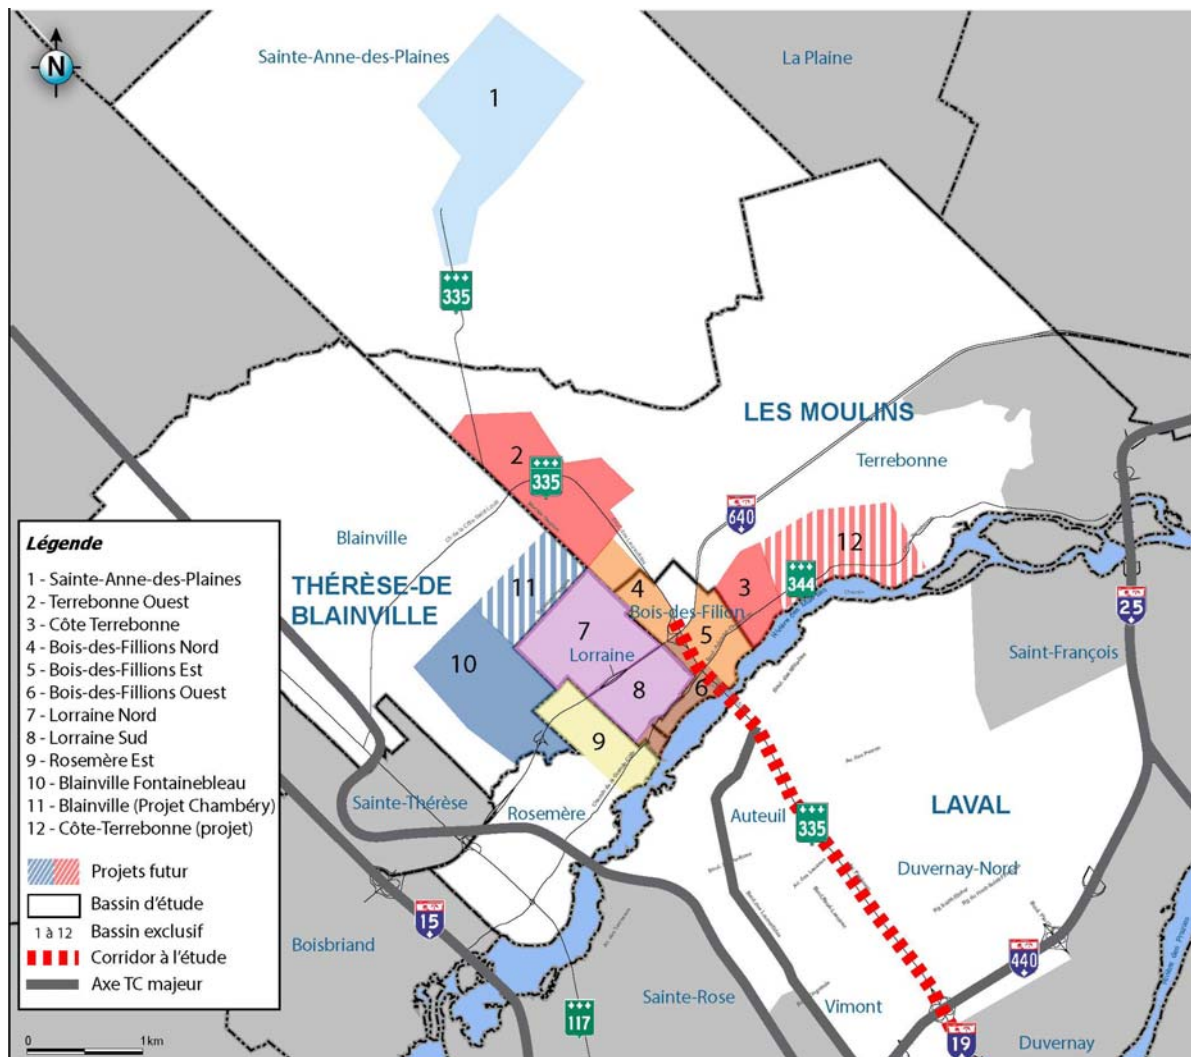 Sainte-Anne-des-Plaines
La Plaine
N
1
335
LES MOULINS
Terrebonne
2
335
640
Blainville
THÉRÈSE-DE
BLAINVILLE
11
12
344
3
4
Bois-des-Filion
5
25
7
Lorraine
10
8
6
Saint-François
9
Sainte-Thérèse
Rosemère
Auteuil
LAVAL
335
Duvernay-Nord
15
Boisbriand
440
Sainte-Rose
Vimont
117
19
Duvernay
Légende
1 - Sainte-Anne-des-Plaines
2 - Terrebonne Ouest
3 - Côte Terrebonne
4 - Bois-des-Fillions Nord
5 - Bois-des-Fillions Est
6 - Bois-des-Fillions Ouest
7 - Lorraine Nord
8 - Lorraine Sud
9 - Rosemère Est
10 - Blainville Fontainebleau
11 - Blainville (Projet Chambéry)
12 - Côte-Terrebonne (projet)
Projets futur
Bassin d'étude
1 à 12 Bassin exclusif
Corridor à l'étude
Axe TC majeur
0 1km